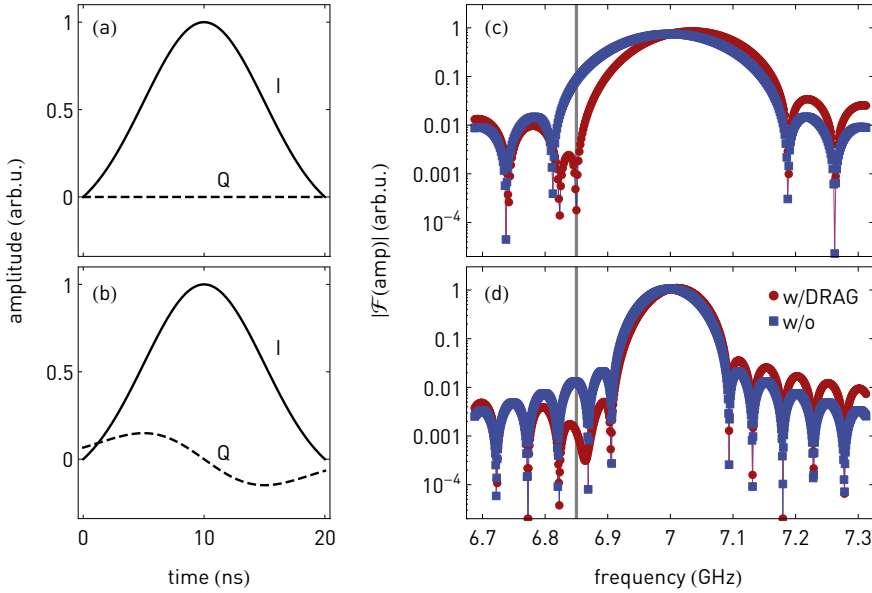 (a)
I
Q
1
0.5
0
amplitude (arb.u.)
(b)
I
Q
1
0.5
0
0
10
20
time (ns)
(c)
1
0.1
0.01
0.001
10⁻⁴
|𝓕(amp)| (arb.u.)
(d)
w/DRAG
w/o
1
0.1
0.01
0.001
10⁻⁴
6.7
6.8
6.9
7
7.1
7.2
7.3
frequency (GHz)